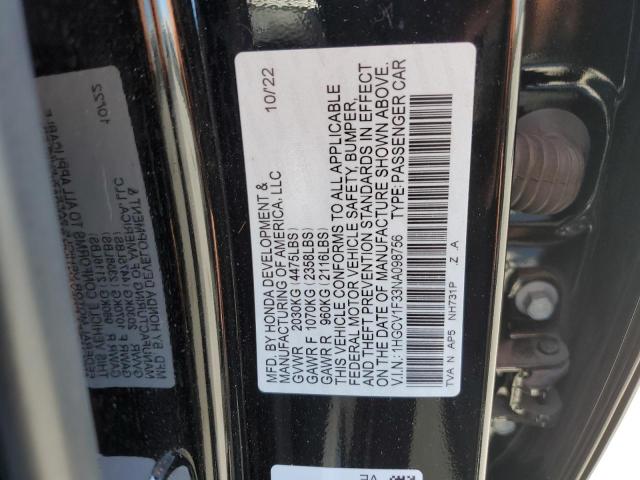 MFD. BY HONDA DEVELOPMENT & 10/22
MANUFACTURING OF AMERICA, LLC
GVWR 2030KG (4475LBS)
GAWR F 1070KG (2358LBS)
GAWR R 960KG (2116LBS)
THIS VEHICLE CONFORMS TO ALL APPLICABLE
FEDERAL MOTOR VEHICLE SAFETY, BUMPER,
AND THEFT PREVENTION STANDARDS IN EFFECT
ON THE DATE OF MANUFACTURE SHOWN ABOVE.
V.I.N.: 1HGCV1F33NA098756 TYPE: PASSENGER CAR
TVA N AP5 NH731P .Z .A